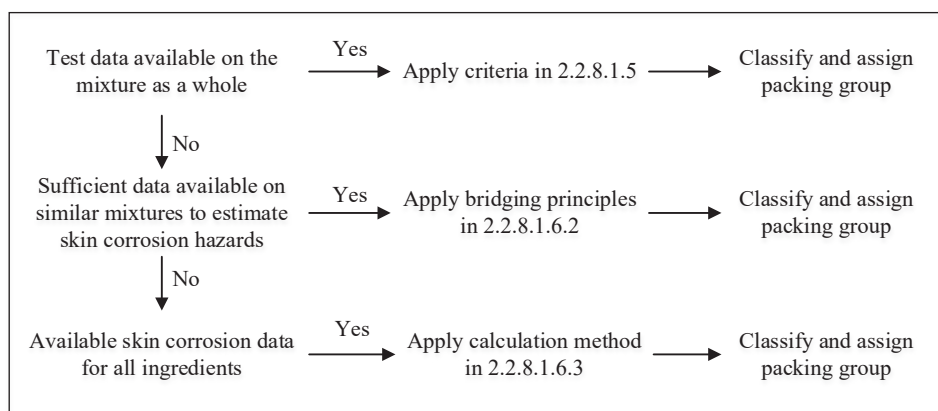 Test data available on the
mixture as a whole
Yes
Apply criteria in 2.2.8.1.5
Classify and assign
packing group
No
Sufficient data available on
similar mixtures to estimate
skin corrosion hazards
Yes
Apply bridging principles
in 2.2.8.1.6.2
Classify and assign
packing group
No
Available skin corrosion data
for all ingredients
Yes
Apply calculation method
in 2.2.8.1.6.3
Classify and assign
packing group